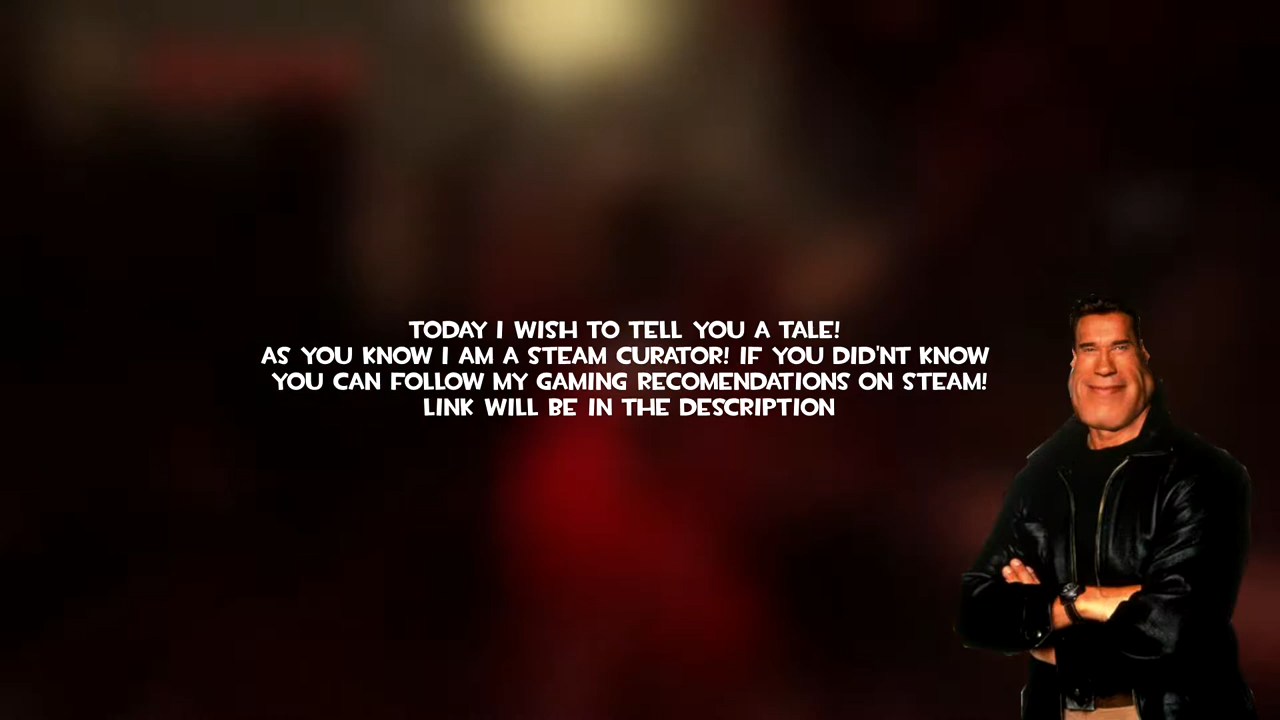 TODAY I WISH TO TELL YOU A TALE!
AS YOU KNOW I AM A STEAM CURATOR! IF YOU DID'NT KNOW
YOU CAN FOLLOW MY GAMING RECOMENDATIONS ON STEAM!
LINK WILL BE IN THE DESCRIPTION